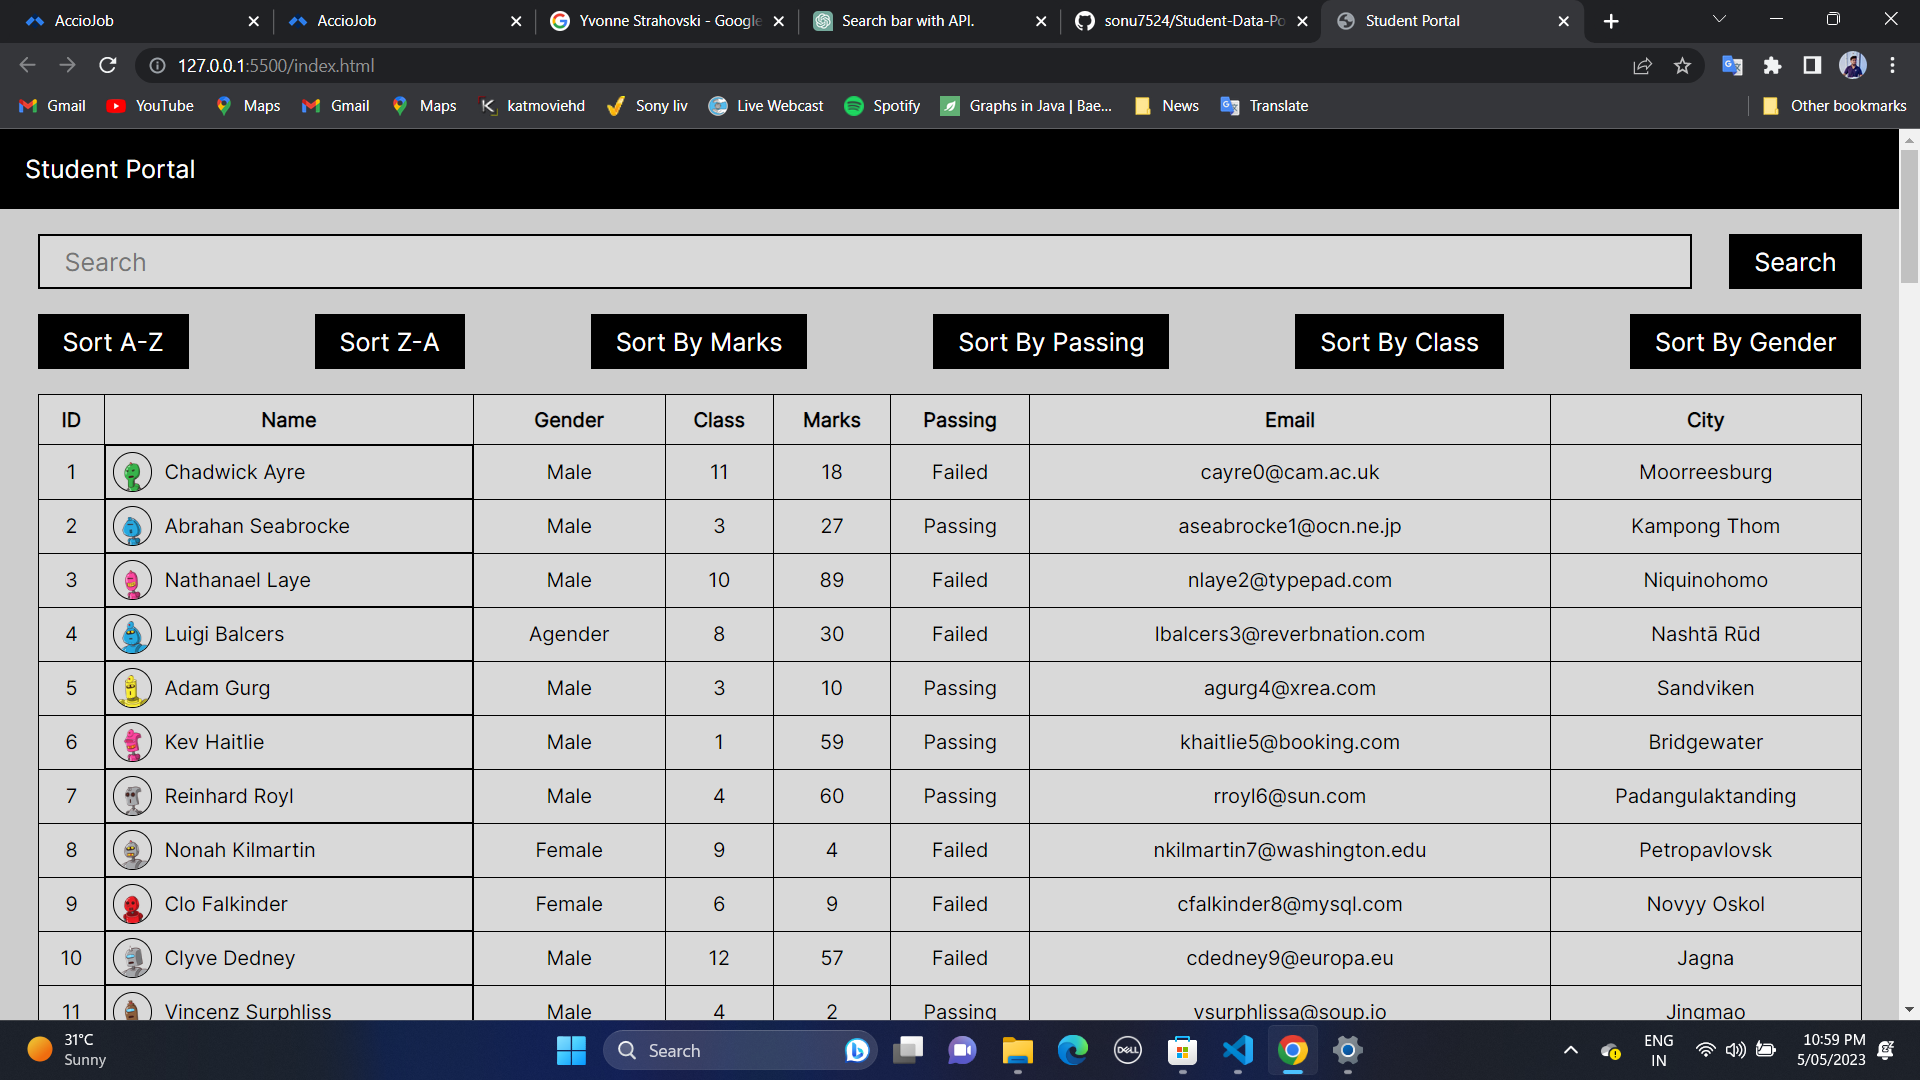 AccioJob
AccioJob
Yvonne Strahovski - Google
Search bar with API.
sonu7524/Student-Data-Po
Student Portal
127.0.0.1:5500/index.html
Gmail YouTube Maps Gmail Maps katmoviehd Sony liv Live Webcast Spotify Graphs in Java | Bae... News Translate Other bookmarks
Student Portal
Search Search
Sort A-Z Sort Z-A Sort By Marks Sort By Passing Sort By Class Sort By Gender
ID Name Gender Class Marks Passing Email City
1 Chadwick Ayre Male 11 18 Failed cayre0@cam.ac.uk Moorreesburg
2 Abrahan Seabrocke Male 3 27 Passing aseabrocke1@ocn.ne.jp Kampong Thom
3 Nathanael Laye Male 10 89 Failed nlaye2@typepad.com Niquinohomo
4 Luigi Balcers Agender 8 30 Failed lbalcers3@reverbnation.com Nashtā Rūd
5 Adam Gurg Male 3 10 Passing agurg4@xrea.com Sandviken
6 Kev Haitlie Male 1 59 Passing khaitlie5@booking.com Bridgewater
7 Reinhard Royl Male 4 60 Passing rroyl6@sun.com Padangulaktanding
8 Nonah Kilmartin Female 9 4 Failed nkilmartin7@washington.edu Petropavlovsk
9 Clo Falkinder Female 6 9 Failed cfalkinder8@mysql.com Novyy Oskol
10 Clyve Dedney Male 12 57 Failed cdedney9@europa.eu Jagna
11 Vincenz Surphliss Male 4 2 Passing vsurphlissa@soup.io Jingmao
31°C
Sunny
Search
DELL
ENG
IN
10:59 PM
5/05/2023